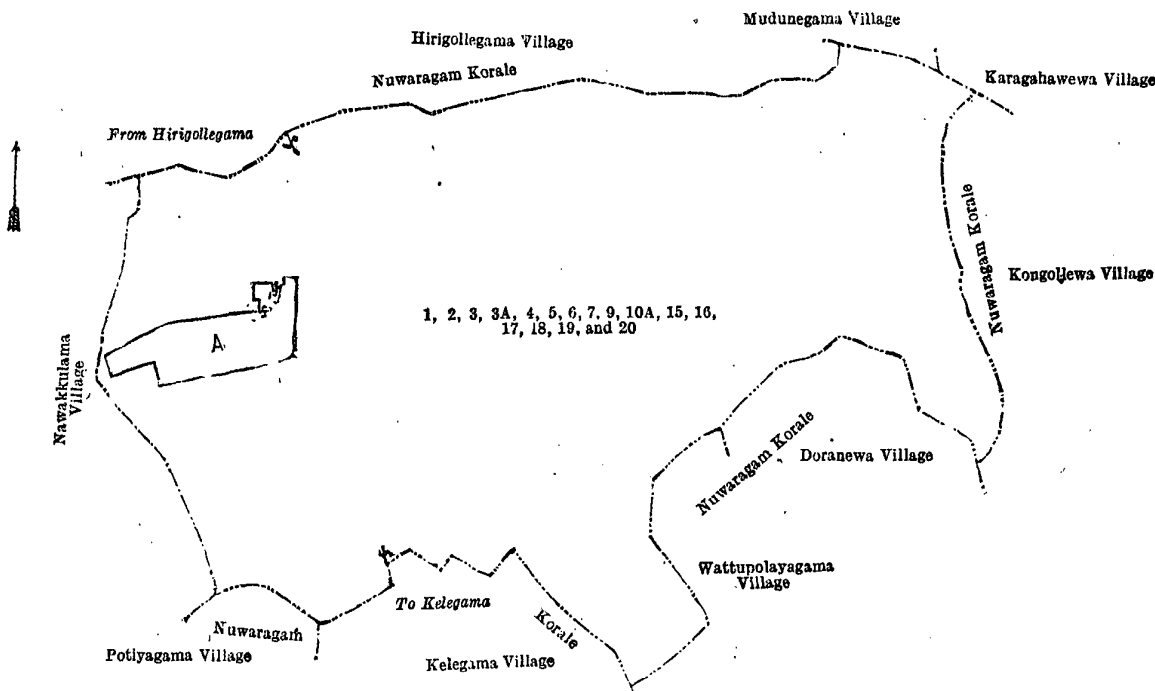 Mudunegama Village
Hirigollegama Village
Nuwaragam Korale
Karagahawewa Village
From Hirigollegama
Nuwaragam Korale
Kongollewa Village
1, 2, 3, 3A, 4, 5, 6, 7, 9, 10A, 15, 16,
17, 18, 19, and 20
A
Nawakkulama
Village
Nuwaragam Korale
Doranewa Village
Wattupolayagama
Village
To Kelegama
Nuwaragam
Korale
Potiyagama Village
Kelegama Village